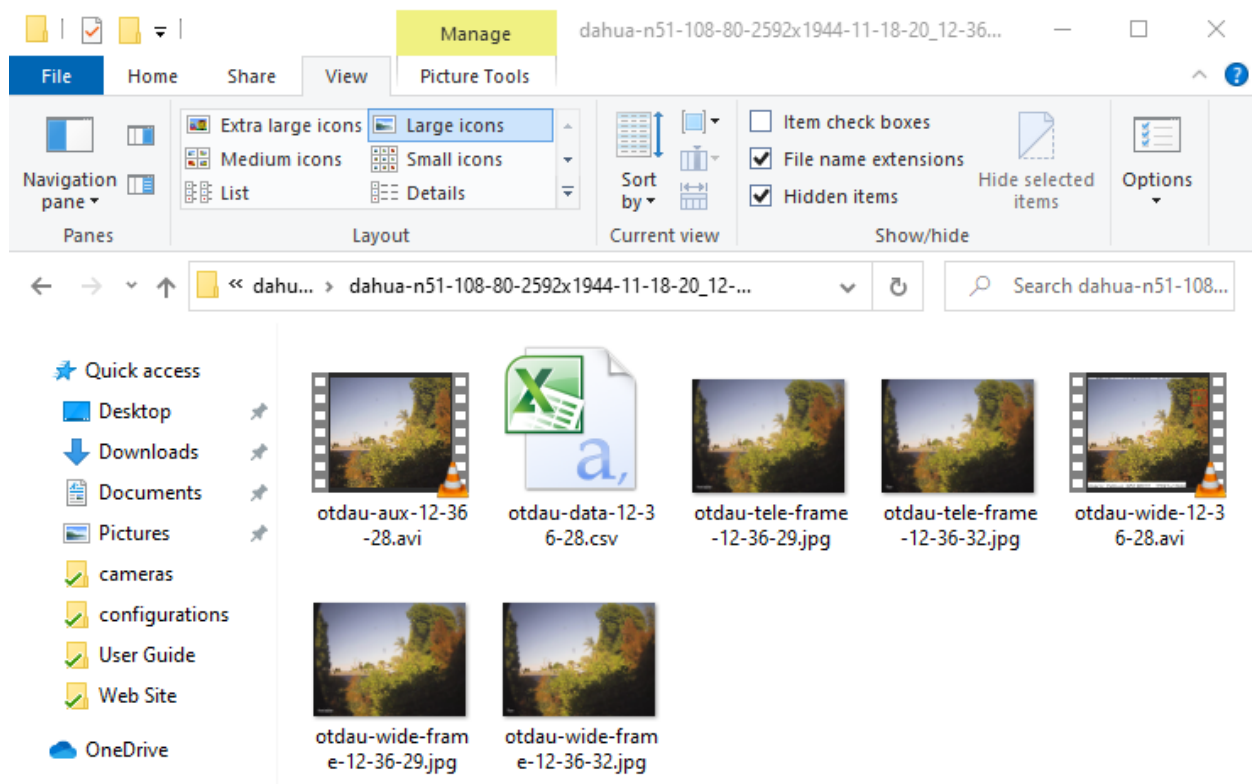 Manage
dahua-n51-108-80-2592x1944-11-18-20_12-36...
File
Home
Share
View
Picture Tools
Navigation
pane
Extra large icons
Large icons
Medium icons
Small icons
List
Details
Sort
by
Item check boxes
File name extensions
Hidden items
Hide selected
items
Options
Panes
Layout
Current view
Show/hide
« dahu... › dahua-n51-108-80-2592x1944-11-18-20_12-...
Search dahua-n51-108...
Quick access
Desktop
Downloads
Documents
Pictures
cameras
configurations
User Guide
Web Site
OneDrive
otdau-aux-12-36
-28.avi
otdau-data-12-3
6-28.csv
otdau-tele-frame
-12-36-29.jpg
otdau-tele-frame
-12-36-32.jpg
otdau-wide-12-3
6-28.avi
otdau-wide-fram
e-12-36-29.jpg
otdau-wide-fram
e-12-36-32.jpg